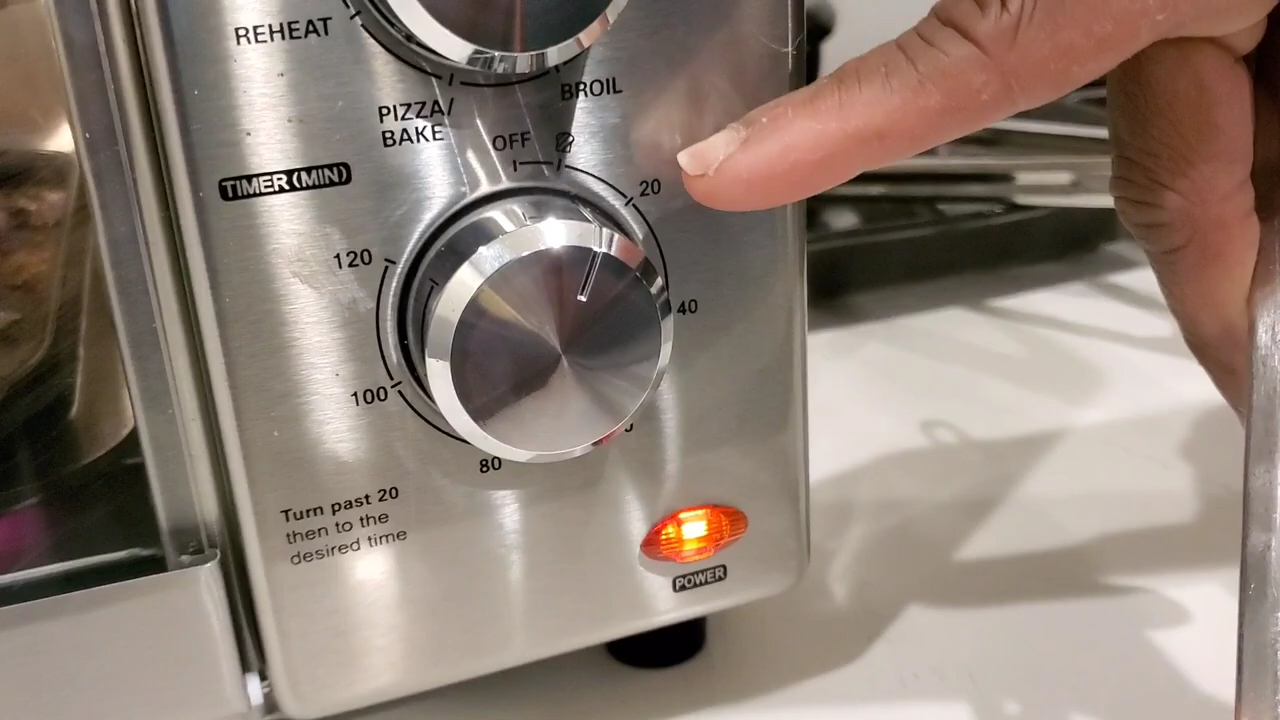 REHEAT
PIZZA/
BAKE
BROIL
OFF
TIMER (MIN)
20
120
40
100
80
Turn past 20
then to the
desired time
POWER